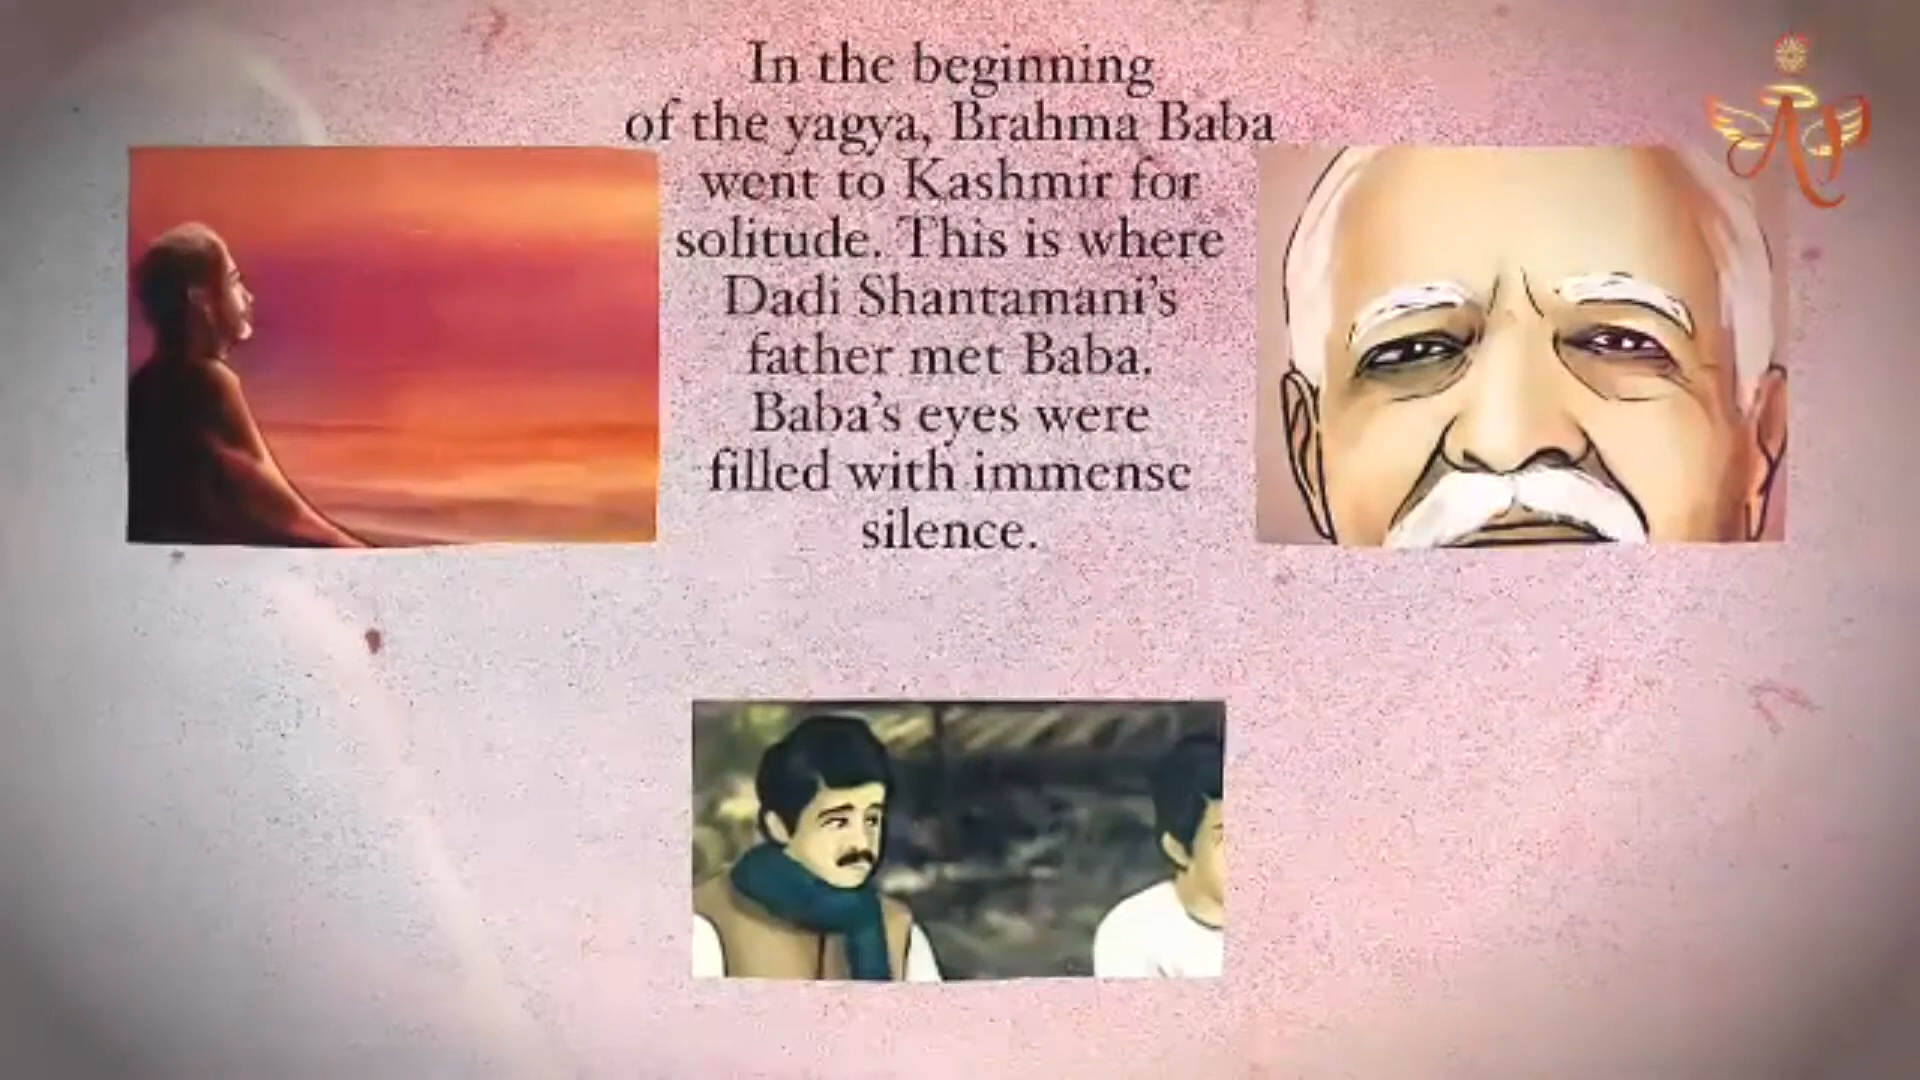 In the beginning
of the yagya, Brahma Baba
went to Kashmir for
solitude. This is where
Dadi Shantamani's
father met Baba.
Baba's eyes were
filled with immense
silence.